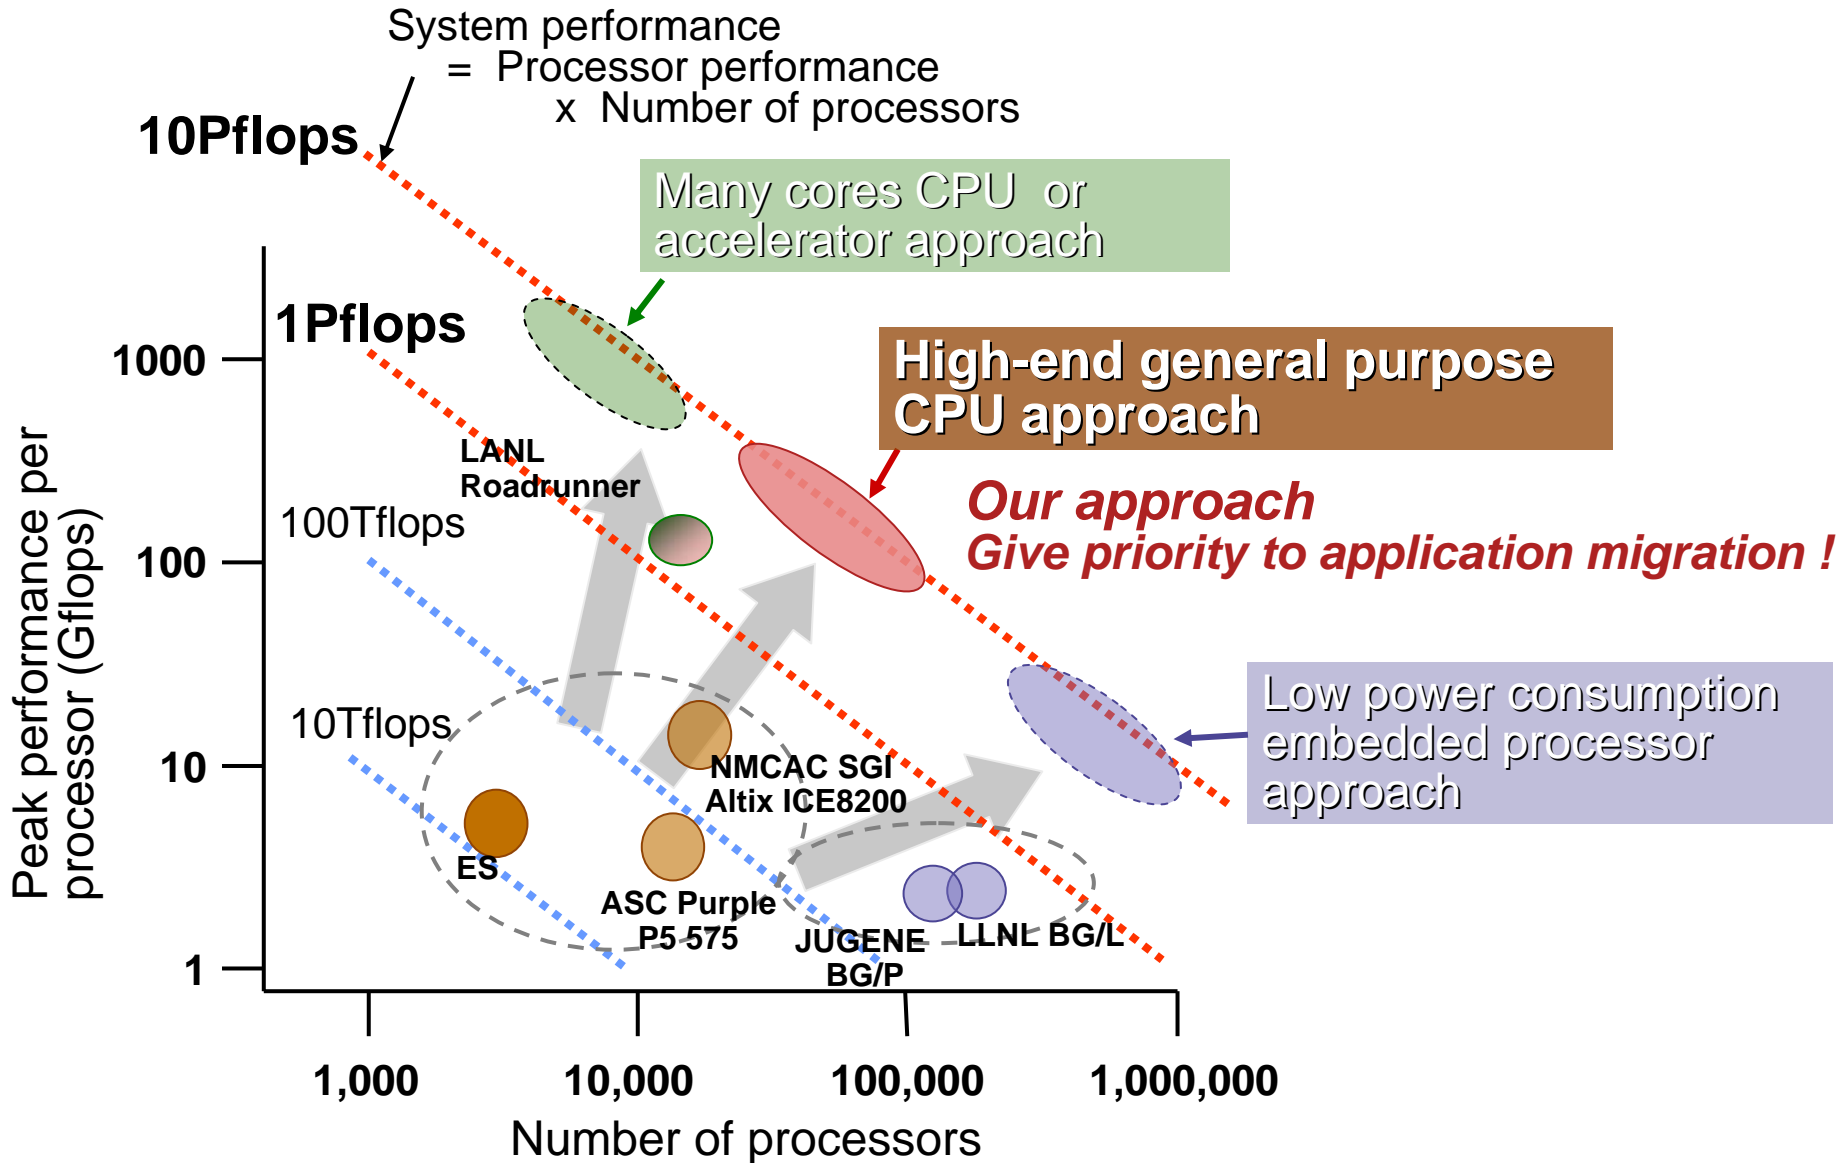 System performance
= Processor performance
x Number of processors
10Pflops
Many cores CPU or
accelerator approach
1Pflops
1000
High-end general purpose
CPU approach
LANL
Roadrunner
Our approach
Give priority to application migration !
100Tflops
100
Peak performance per
processor (Gflops)
10Tflops
Low power consumption
embedded processor
approach
10
NMCAC SGI
Altix ICE8200
ES
ASC Purple
P5 575
JUGENE
BG/P
LLNL BG/L
1
1,000
10,000
100,000
1,000,000
Number of processors